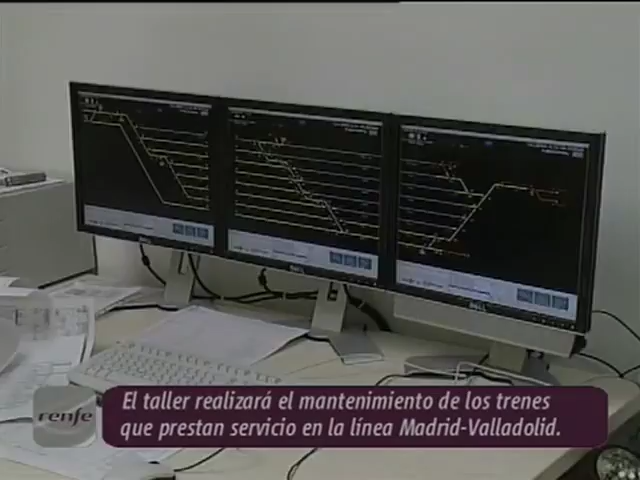 DELL
DELL
DELL
renfe
El taller realizará el mantenimiento de los trenes
que prestan servicio en la línea Madrid-Valladolid.